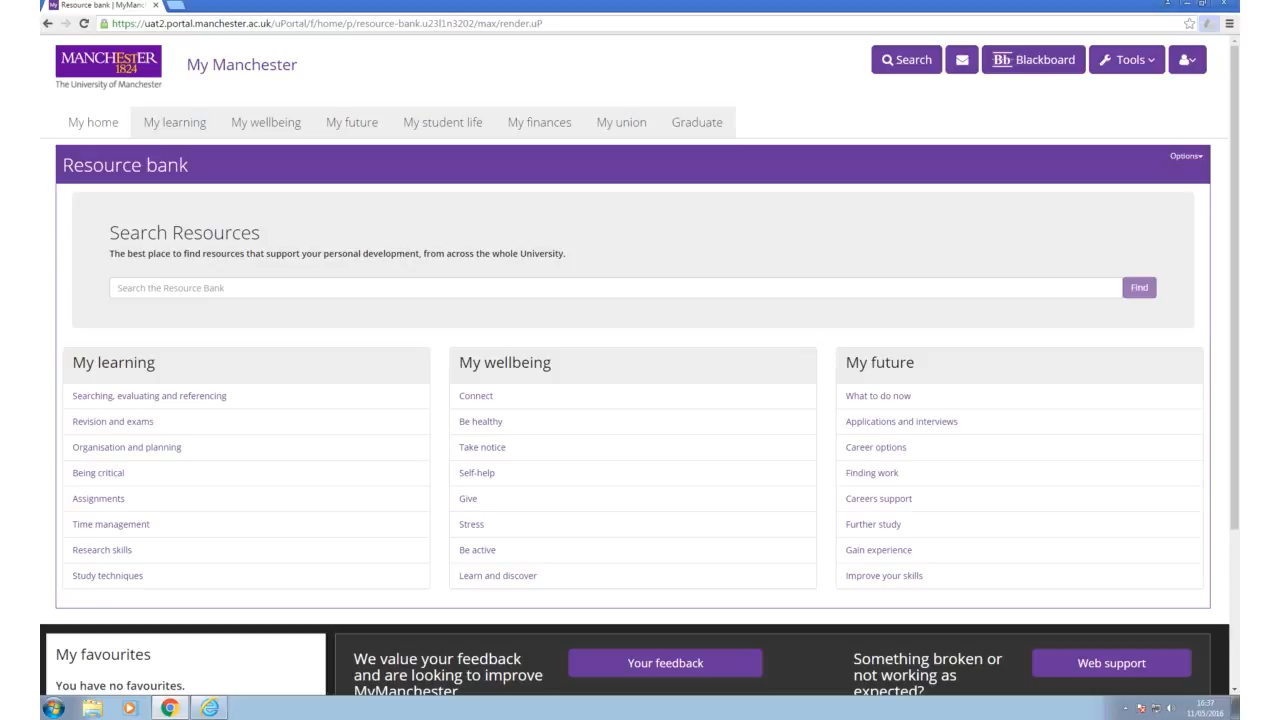 Resource bank | MyManc
https://uat2.portal.manchester.ac.uk/uPortal/f/home/p/resource-bank.u23l1n3202/max/render.uP
MANCHESTER
1824
The University of Manchester
My Manchester
Search
Bb Blackboard
Tools
My home
My learning
My wellbeing
My future
My student life
My finances
My union
Graduate
Resource bank
Options
Search Resources
The best place to find resources that support your personal development, from across the whole University.
Search the Resource Bank
Find
My learning
Searching, evaluating and referencing
Revision and exams
Organisation and planning
Being critical
Assignments
Time management
Research skills
Study techniques
My wellbeing
Connect
Be healthy
Take notice
Self-help
Give
Stress
Be active
Learn and discover
My future
What to do now
Applications and interviews
Career options
Finding work
Careers support
Further study
Gain experience
Improve your skills
My favourites
You have no favourites.
We value your feedback
and are looking to improve
MyManchester
Your feedback
Something broken or
not working as
expected?
Web support
16:37
11/05/2016